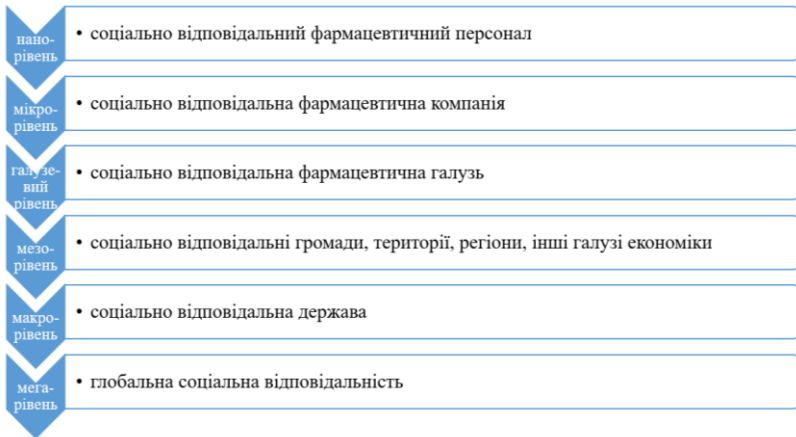 нано-
рівень
• соціально відповідальний фармацевтичний персонал
мікро-
рівень
• соціально відповідальна фармацевтична компанія
галузе-
вий
рівень
• соціально відповідальна фармацевтична галузь
мезо-
рівень
• соціально відповідальні громади, території, регіони, інші галузі економіки
макро-
рівень
• соціально відповідальна держава
мега-
рівень
• глобальна соціальна відповідальність